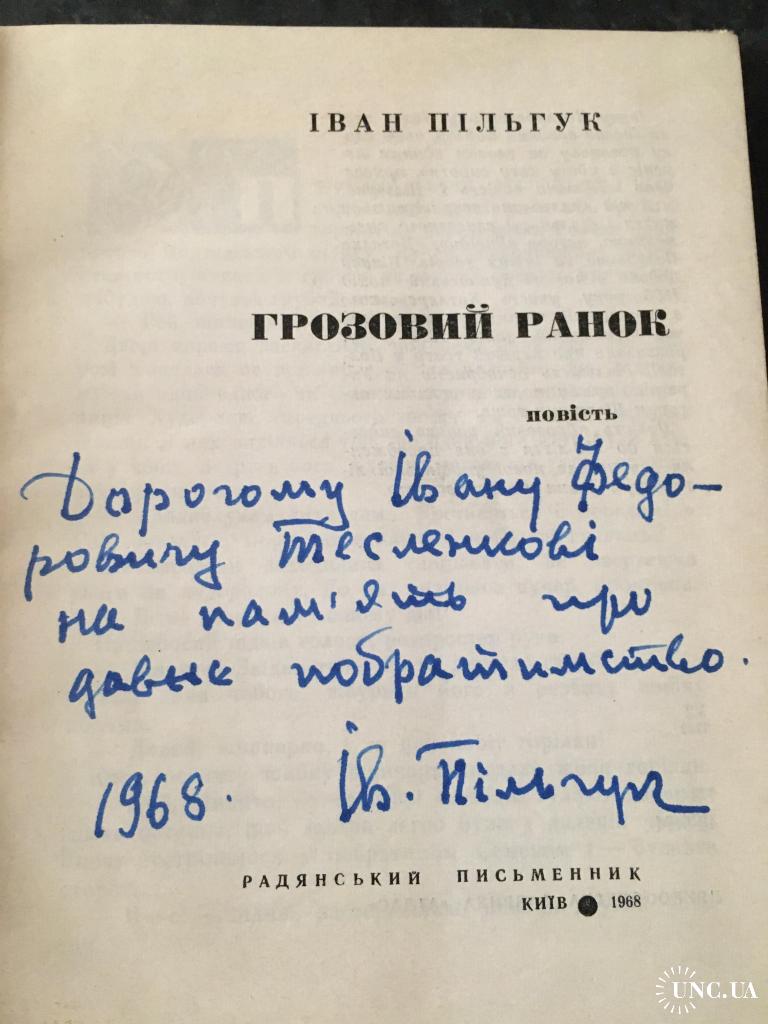 ІВАН ПІЛЬГУК
ГРОЗОВИЙ РАНОК
повість
Дорогому Івану Федо-
ровичу Тесленкові
на пам'ять про
давнє побратимство.
1968. Ів. Пільгук
РАДЯНСЬКИЙ ПИСЬМЕННИК
КИЇВ 1968
UNC.UA